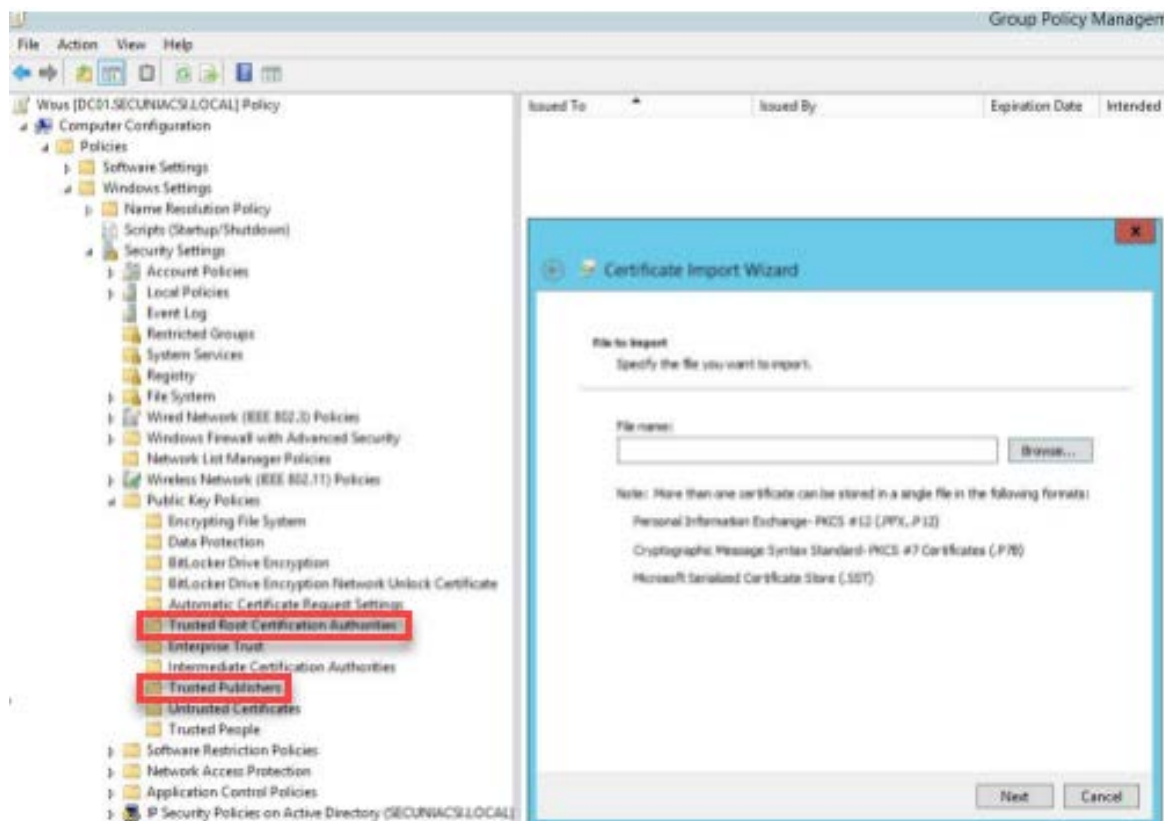 Group Policy Managem
File Action View Help
Wsus [DC01.SECUNIACSI.LOCAL] Policy
Computer Configuration
Policies
Software Settings
Windows Settings
Name Resolution Policy
Scripts (Startup/Shutdown)
Security Settings
Account Policies
Local Policies
Event Log
Restricted Groups
System Services
Registry
File System
Wired Network (IEEE 802.3) Policies
Windows Firewall with Advanced Security
Network List Manager Policies
Wireless Network (IEEE 802.11) Policies
Public Key Policies
Encrypting File System
Data Protection
BitLocker Drive Encryption
BitLocker Drive Encryption Network Unlock Certificate
Automatic Certificate Request Settings
Trusted Root Certification Authorities
Enterprise Trust
Intermediate Certification Authorities
Trusted Publishers
Untrusted Certificates
Trusted People
Software Restriction Policies
Network Access Protection
Application Control Policies
IP Security Policies on Active Directory (SECUNIACSI.LOCAL)
Issued To Issued By Expiration Date Intended
Certificate Import Wizard
File to Import
Specify the file you want to import.
File name:
Browse...
Note: More than one certificate can be stored in a single file in the following formats:
Personal Information Exchange- PKCS #12 (.PFX,.P12)
Cryptographic Message Syntax Standard- PKCS #7 Certificates (.P7B)
Microsoft Serialized Certificate Store (.SST)
Next Cancel